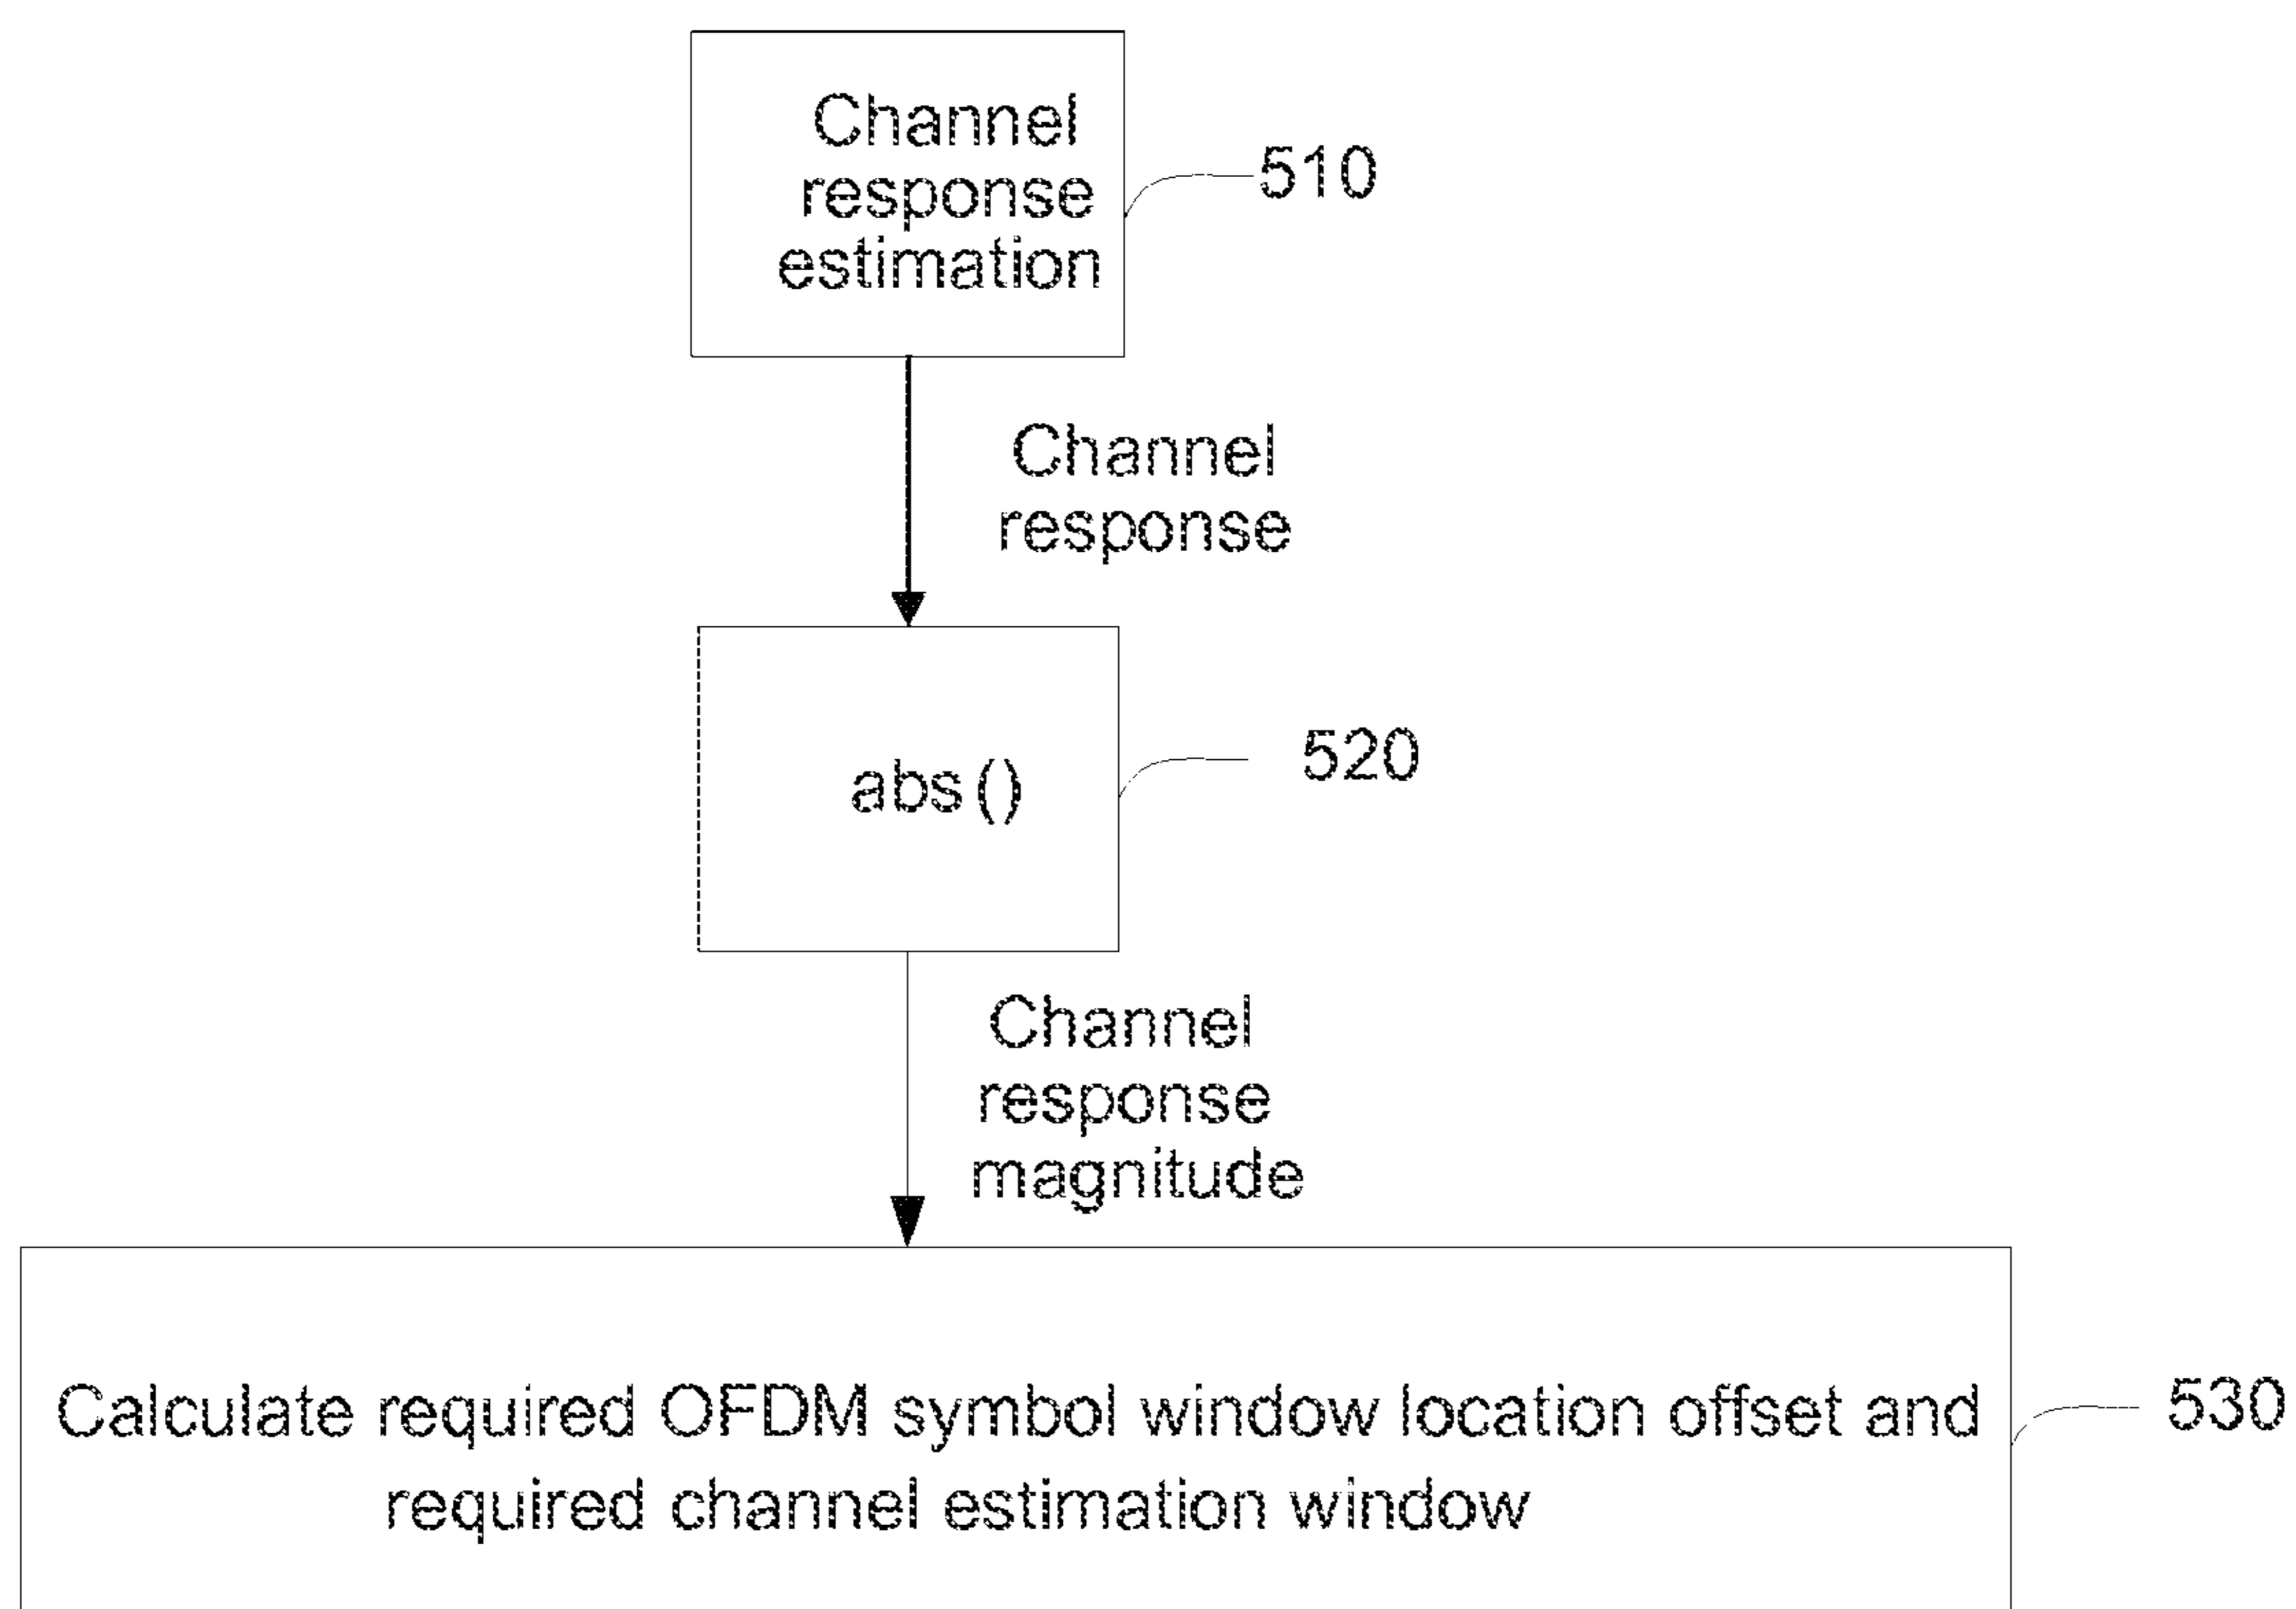 Channel
response
estimation
510
Channel
response
abs()
520
Channel
response
magnitude
Calculate required OFDM symbol window location offset and
required channel estimation window
530